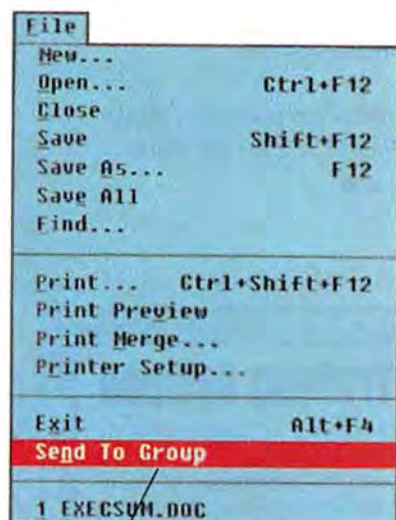 File
New...
Open... Ctrl+F12
Close
Save Shift+F12
Save As... F12
Save All
Find...
Print... Ctrl+Shift+F12
Print Preview
Print Merge...
Printer Setup...
Exit Alt+F4
Send To Group
1 EXECSUM.DOC